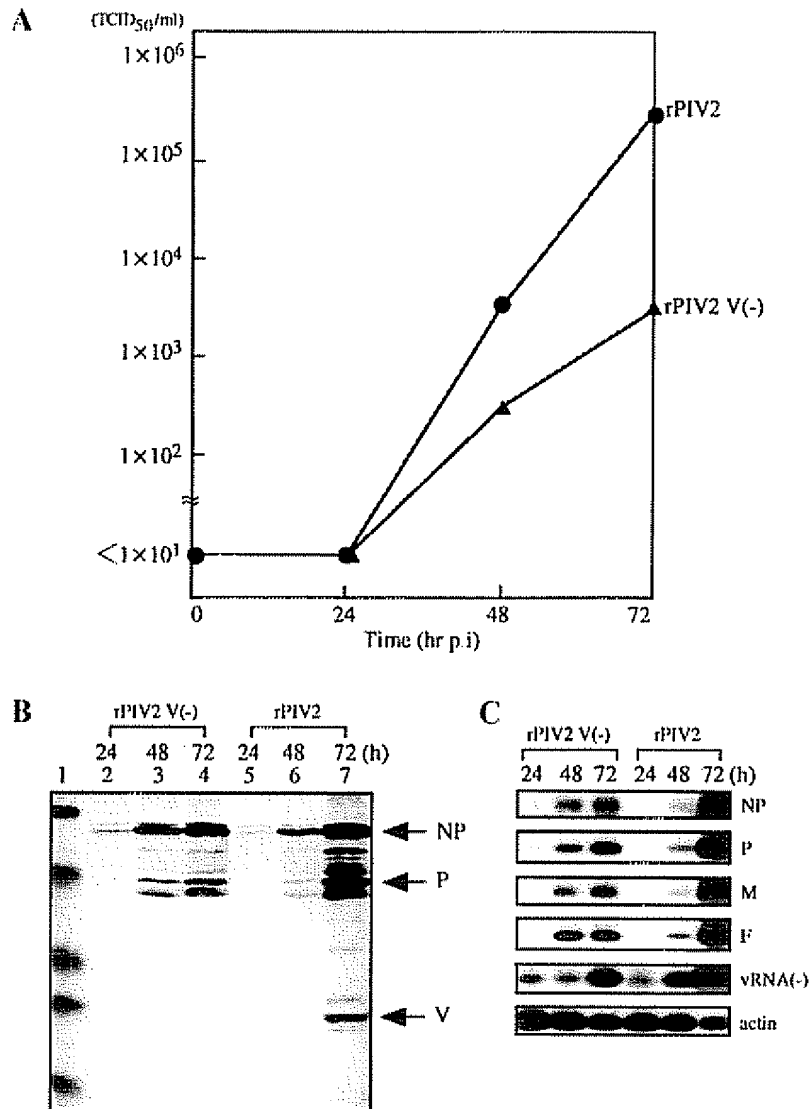 A
(TCID50/ml)
1×10⁶
1×10⁵
1×10⁴
1×10³
1×10²
<1×10¹
0 24 48 72
Time (hr p.i)
rPIV2
rPIV2 V(-)
B
rPIV2 V(-) rPIV2
24 48 72 24 48 72 (h)
1 2 3 4 5 6 7
NP
P
V
C
rPIV2 V(-) rPIV2
24 48 72 24 48 72 (h)
NP
P
M
F
vRNA(-)
actin